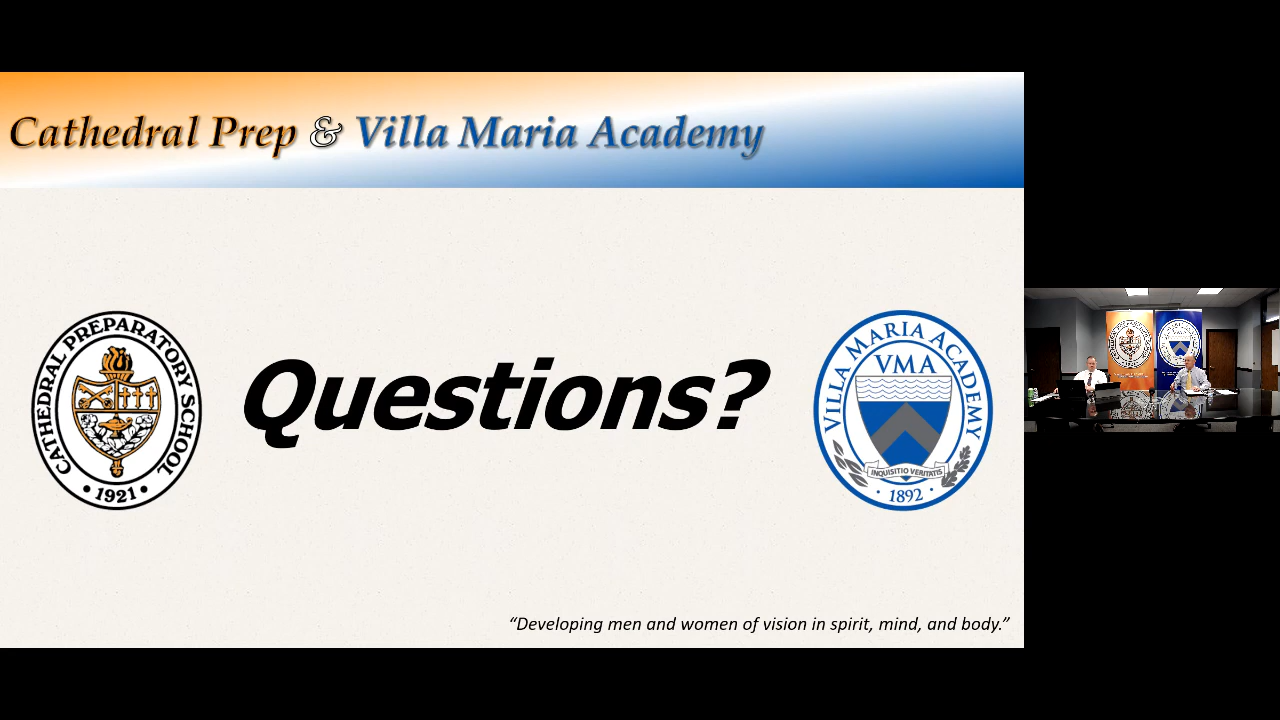 Cathedral Prep & Villa Maria Academy
CATHEDRAL PREPARATORY SCHOOL
• 1921 •
Questions?
VILLA MARIA ACADEMY
VMA
INQUISITIO VERITATIS
· 1892 ·
“Developing men and women of vision in spirit, mind, and body.”